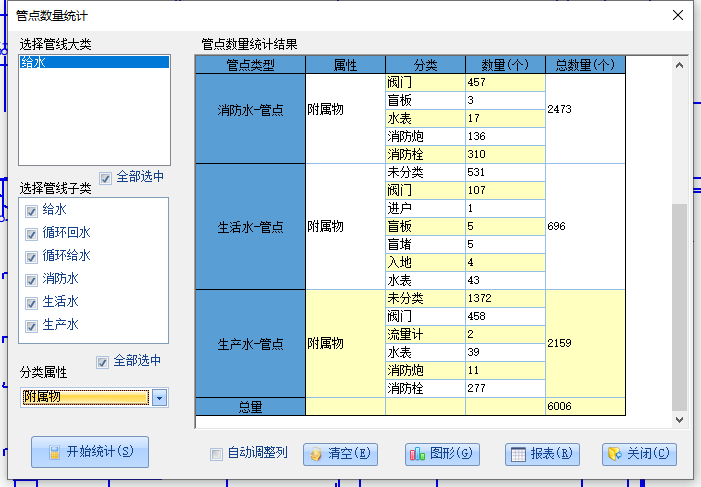 管点数量统计
选择管线大类
给水
全部选中
选择管线子类
给水
循环回水
循环给水
消防水
生活水
生产水
全部选中
分类属性
附属物
开始统计(S)
管点数量统计结果
管点类型 属性 分类 数量(个) 总数量(个)
消防水-管点 附属物 2473
阀门 457
盲板 3
水表 17
消防炮 136
消防栓 310
生活水-管点 附属物 696
未分类 531
阀门 107
进户 1
盲板 5
盲堵 5
入地 4
水表 43
生产水-管点 附属物 2159
未分类 1372
阀门 458
流量计 2
水表 39
消防炮 11
消防栓 277
总量 6006
自动调整列 清空(E) 图形(G) 报表(R) 关闭(C)